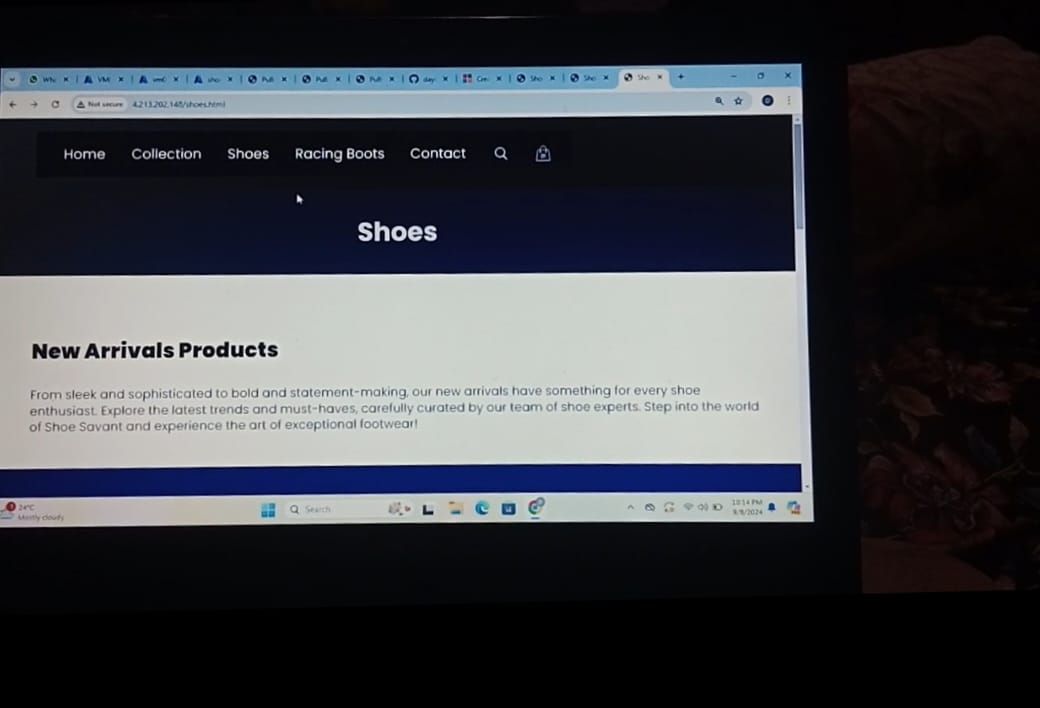 Whi
VM
vm0
sho
Pull
Pull
Pull
day
Cre
Sho
Sho
Sho
Not secure
4.213.202.148/shoes.html
Home
Collection
Shoes
Racing Boots
Contact
Shoes
New Arrivals Products
From sleek and sophisticated to bold and statement-making, our new arrivals have something for every shoe
enthusiast. Explore the latest trends and must-haves, carefully curated by our team of shoe experts. Step into the world
of Shoe Savant and experience the art of exceptional footwear!
24°C
Mostly cloudy
Search
10:14 PM
9/8/2024